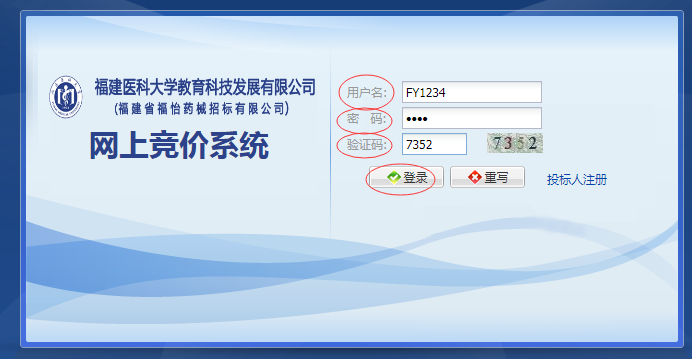 福建医科大学教育科技发展有限公司
(福建省福怡药械招标有限公司)
网上竞价系统
用户名: FY1234
密 码: ••••
验证码: 7352 7352
登录 重写 投标人注册